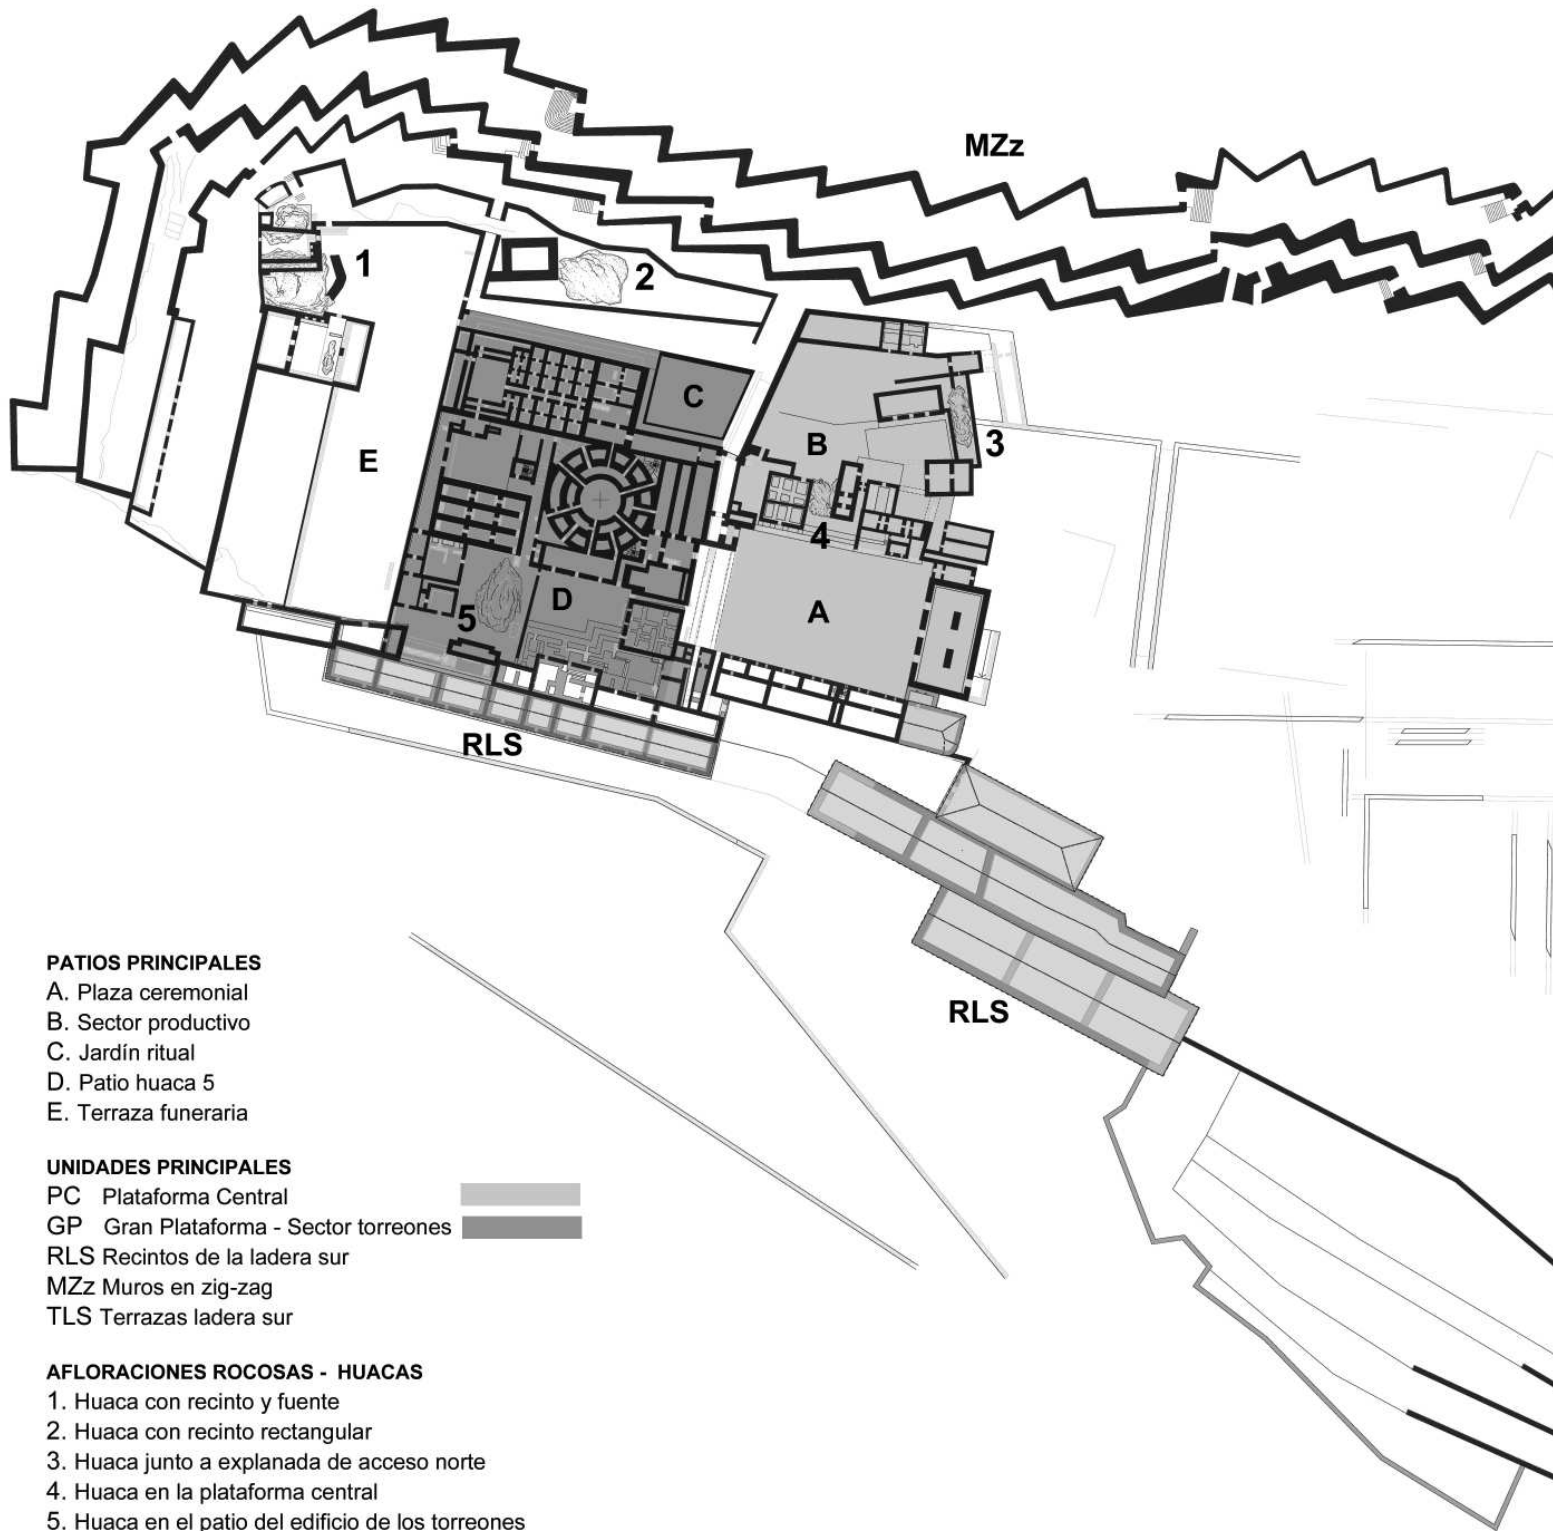 MZz
1
2
C
B
3
E
4
D
A
5
RLS
RLS
PATIOS PRINCIPALES
A. Plaza ceremonial
B. Sector productivo
C. Jardín ritual
D. Patio huaca 5
E. Terraza funeraria
UNIDADES PRINCIPALES
PC Plataforma Central
GP Gran Plataforma - Sector torreones
RLS Recintos de la ladera sur
MZz Muros en zig-zag
TLS Terrazas ladera sur
AFLORACIONES ROCOSAS - HUACAS
1. Huaca con recinto y fuente
2. Huaca con recinto rectangular
3. Huaca junto a explanada de acceso norte
4. Huaca en la plataforma central
5. Huaca en el patio del edificio de los torreones